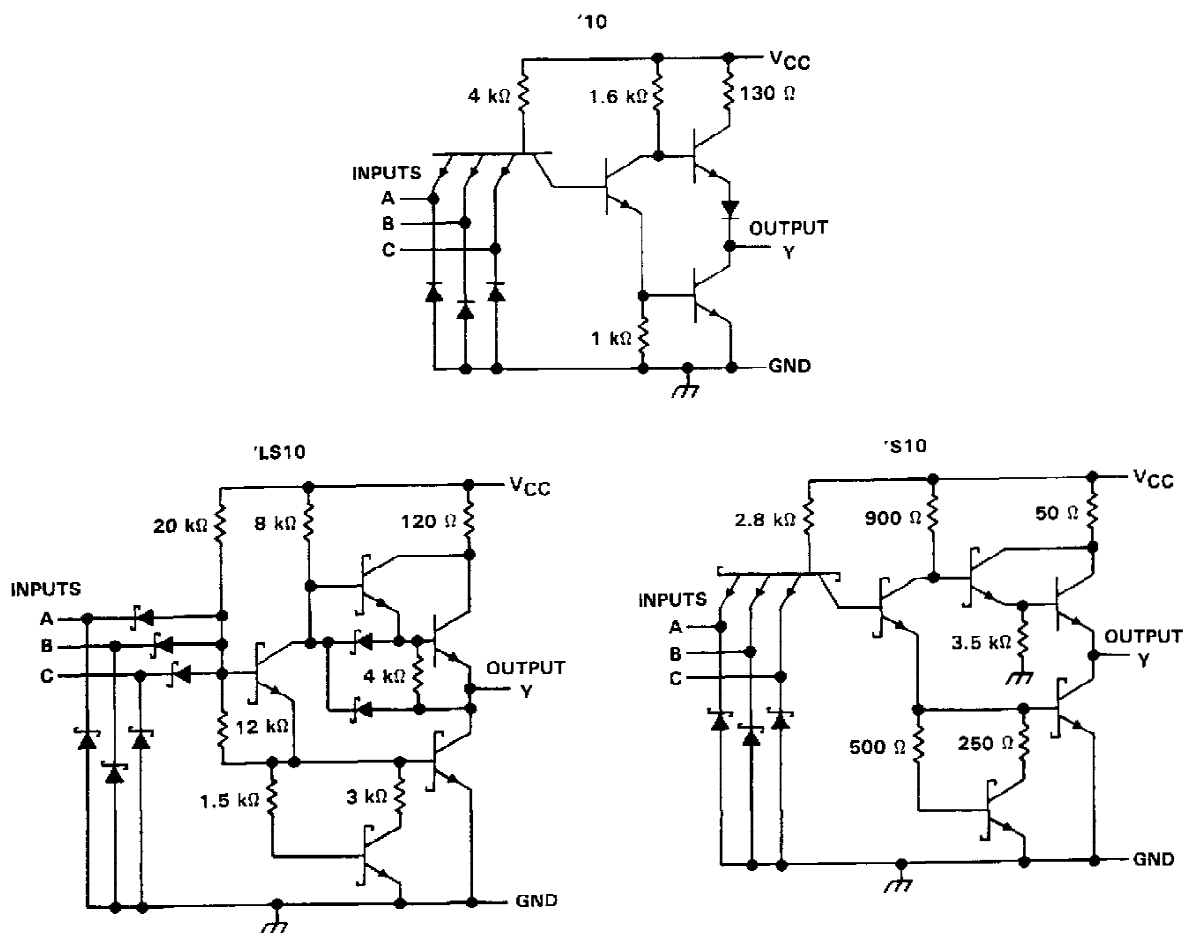 '10
VCC
4 kΩ
1.6 kΩ
130 Ω
INPUTS
A
B
C
OUTPUT
Y
1 kΩ
GND
'LS10
VCC
20 kΩ
8 kΩ
120 Ω
INPUTS
A
B
C
4 kΩ
OUTPUT
Y
12 kΩ
1.5 kΩ
3 kΩ
GND
'S10
VCC
2.8 kΩ
900 Ω
50 Ω
INPUTS
A
B
C
3.5 kΩ
OUTPUT
Y
500 Ω
250 Ω
GND